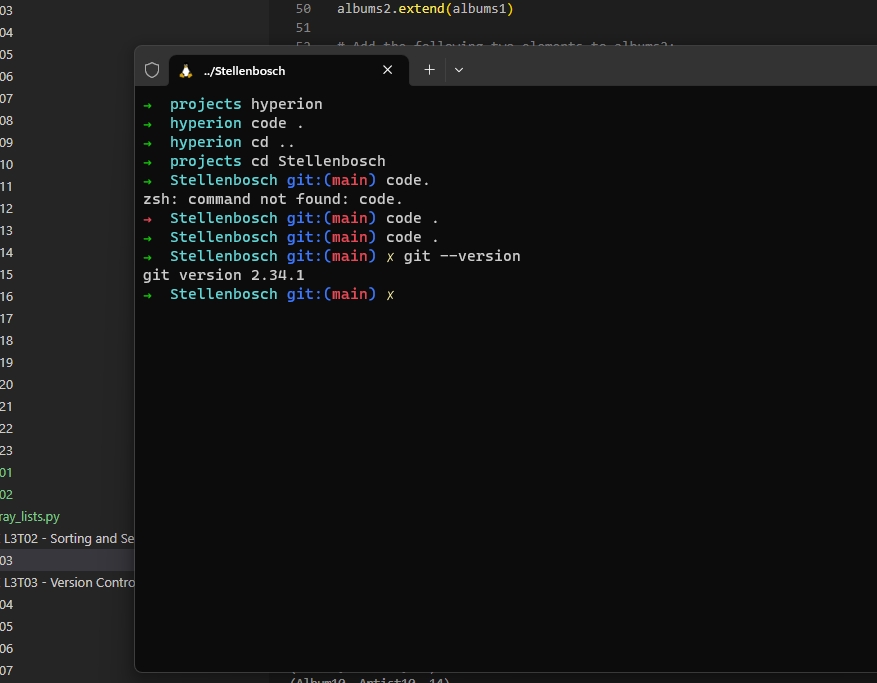 03
04
05
06
07
08
09
10
11
12
13
14
15
16
17
18
19
20
21
22
23
01
02
ray_lists.py
L3T02 - Sorting and Se
03
L3T03 - Version Contro
04
05
06
07
50 albums2.extend(albums1)
51
52 # Add the following two elements to albums2:
../Stellenbosch
→ projects hyperion
→ hyperion code .
→ hyperion cd ..
→ projects cd Stellenbosch
→ Stellenbosch git:(main) code.
zsh: command not found: code.
→ Stellenbosch git:(main) code .
→ Stellenbosch git:(main) code .
→ Stellenbosch git:(main) ✗ git --version
git version 2.34.1
→ Stellenbosch git:(main) ✗
(Album10, Artist10, 14)